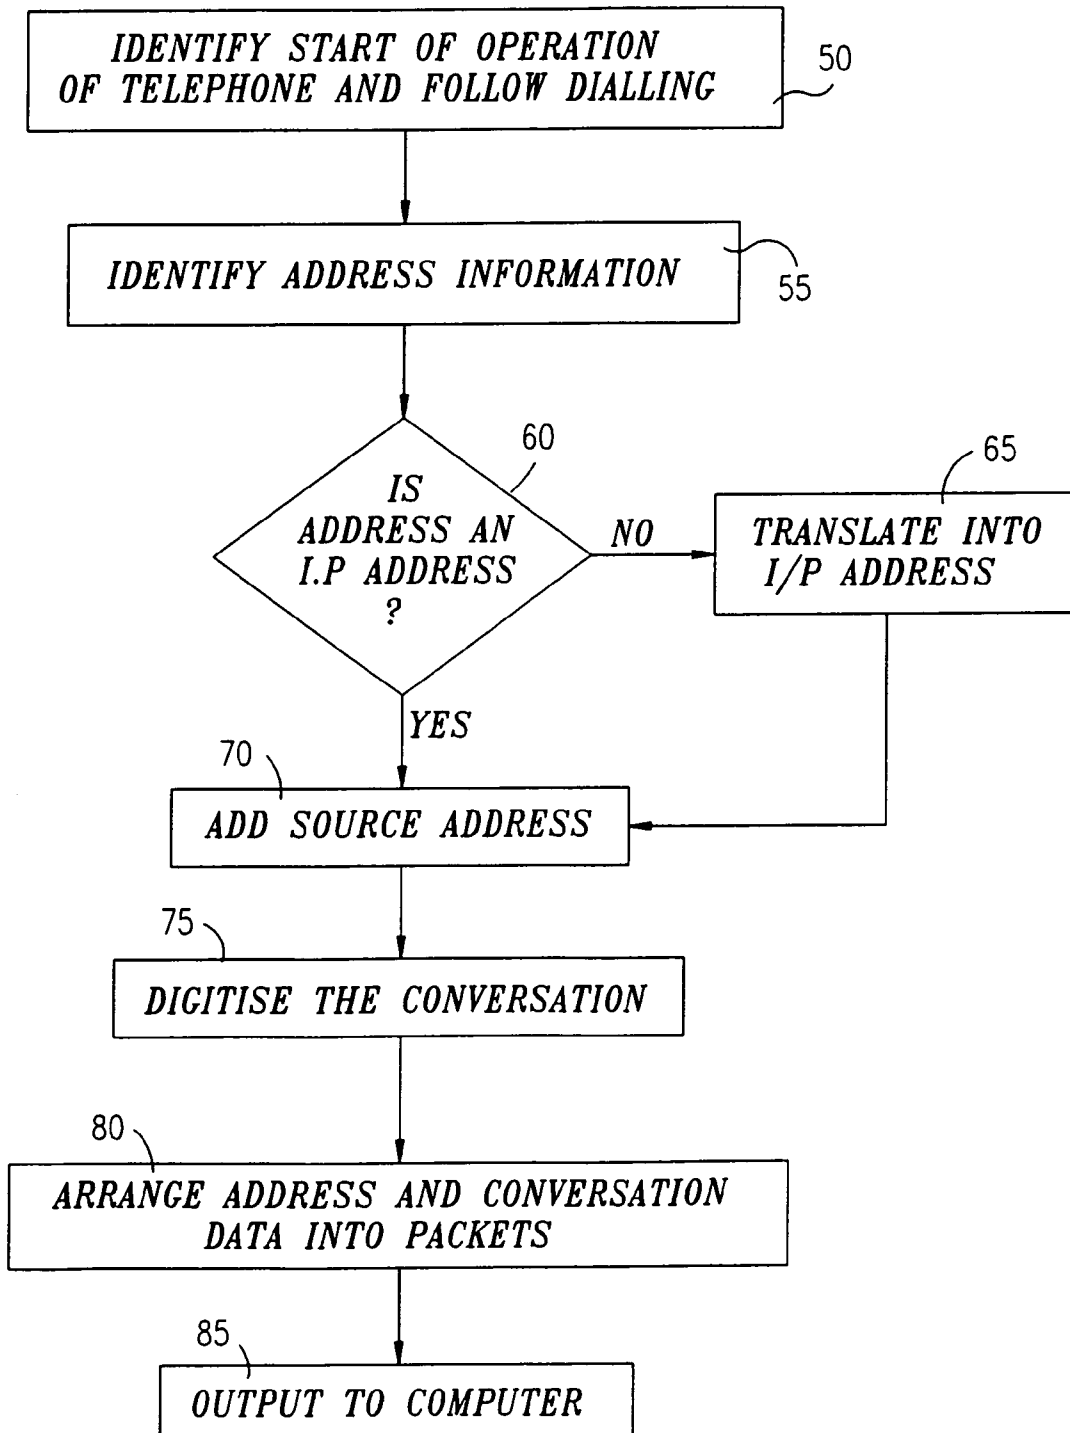 IDENTIFY START OF OPERATION
OF TELEPHONE AND FOLLOW DIALLING
50
IDENTIFY ADDRESS INFORMATION
55
60
IS
ADDRESS AN
I.P ADDRESS
?
NO
65
TRANSLATE INTO
I/P ADDRESS
YES
70
ADD SOURCE ADDRESS
75
DIGITISE THE CONVERSATION
80
ARRANGE ADDRESS AND CONVERSATION
DATA INTO PACKETS
85
OUTPUT TO COMPUTER